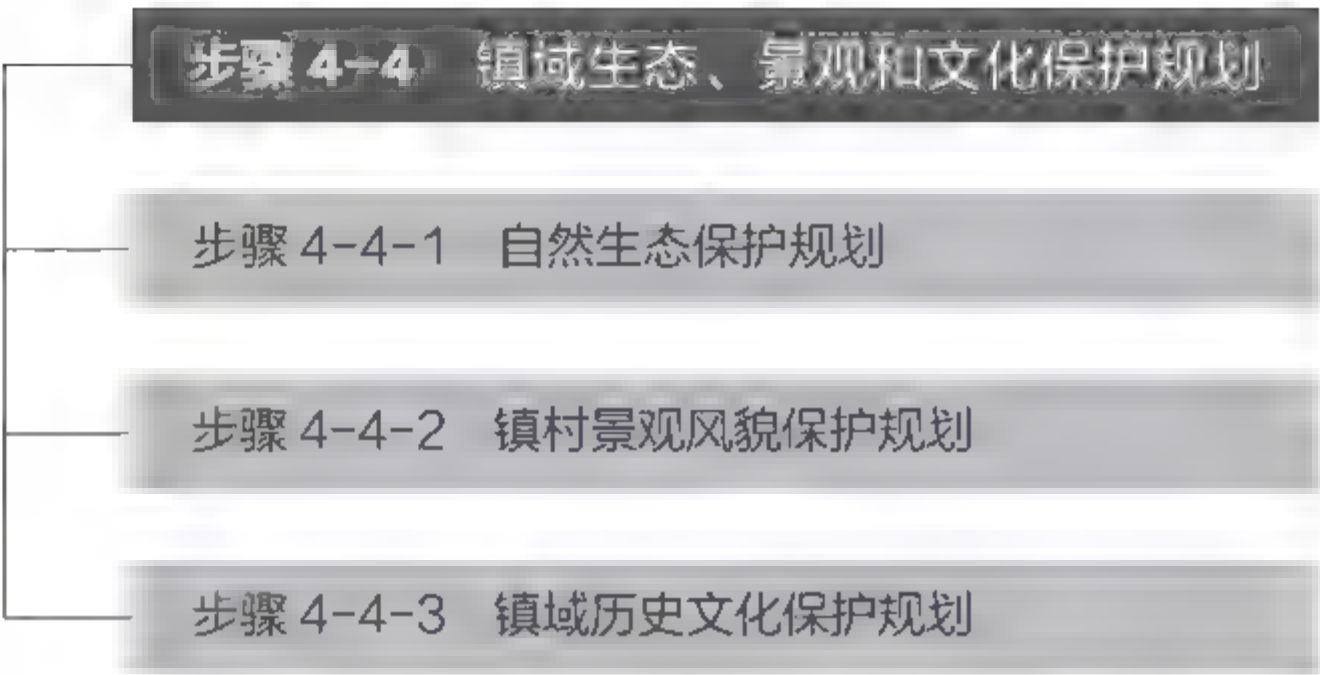 步骤 4-4 镇域生态、景观和文化保护规划
步骤 4-4-1 自然生态保护规划
步骤 4-4-2 镇村景观风貌保护规划
步骤 4-4-3 镇域历史文化保护规划